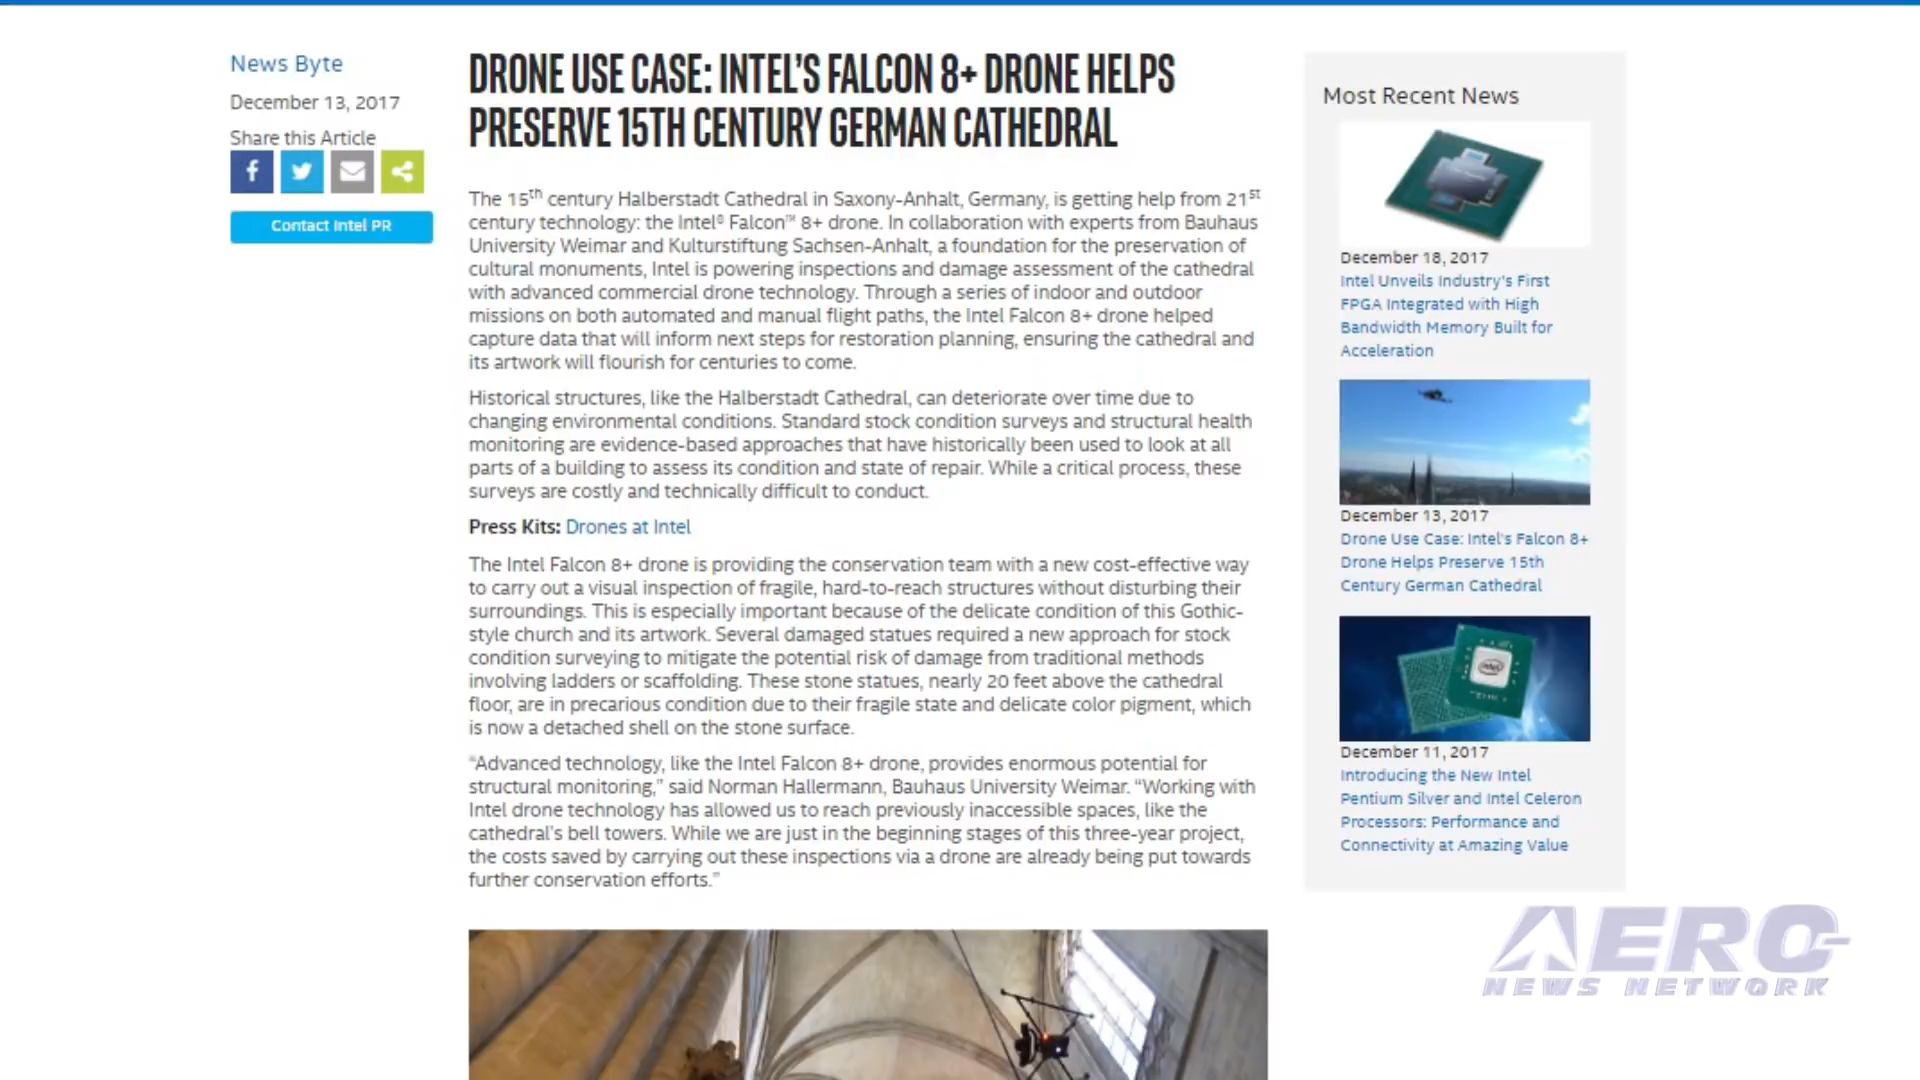 News Byte
December 13, 2017
Share this Article
Contact Intel PR
DRONE USE CASE: INTEL'S FALCON 8+ DRONE HELPS
PRESERVE 15TH CENTURY GERMAN CATHEDRAL
The 15th century Halberstadt Cathedral in Saxony-Anhalt, Germany, is getting help from 21st
century technology: the Intel® Falcon™ 8+ drone. In collaboration with experts from Bauhaus
University Weimar and Kulturstiftung Sachsen-Anhalt, a foundation for the preservation of
cultural monuments, Intel is powering inspections and damage assessment of the cathedral
with advanced commercial drone technology. Through a series of indoor and outdoor
missions on both automated and manual flight paths, the Intel Falcon 8+ drone helped
capture data that will inform next steps for restoration planning, ensuring the cathedral and
its artwork will flourish for centuries to come.
Historical structures, like the Halberstadt Cathedral, can deteriorate over time due to
changing environmental conditions. Standard stock condition surveys and structural health
monitoring are evidence-based approaches that have historically been used to look at all
parts of a building to assess its condition and state of repair. While a critical process, these
surveys are costly and technically difficult to conduct.
Press Kits: Drones at Intel
The Intel Falcon 8+ drone is providing the conservation team with a new cost-effective way
to carry out a visual inspection of fragile, hard-to-reach structures without disturbing their
surroundings. This is especially important because of the delicate condition of this Gothic-
style church and its artwork. Several damaged statues required a new approach for stock
condition surveying to mitigate the potential risk of damage from traditional methods
involving ladders or scaffolding. These stone statues, nearly 20 feet above the cathedral
floor, are in precarious condition due to their fragile state and delicate color pigment, which
is now a detached shell on the stone surface.
“Advanced technology, like the Intel Falcon 8+ drone, provides enormous potential for
structural monitoring,” said Norman Hallermann, Bauhaus University Weimar. “Working with
Intel drone technology has allowed us to reach previously inaccessible spaces, like the
cathedral's bell towers. While we are just in the beginning stages of this three-year project,
the costs saved by carrying out these inspections via a drone are already being put towards
further conservation efforts.”
Most Recent News
December 18, 2017
Intel Unveils Industry's First
FPGA Integrated with High
Bandwidth Memory Built for
Acceleration
December 13, 2017
Drone Use Case: Intel's Falcon 8+
Drone Helps Preserve 15th
Century German Cathedral
intel
December 11, 2017
Introducing the New Intel
Pentium Silver and Intel Celeron
Processors: Performance and
Connectivity at Amazing Value
AERO
NEWS NETWORK